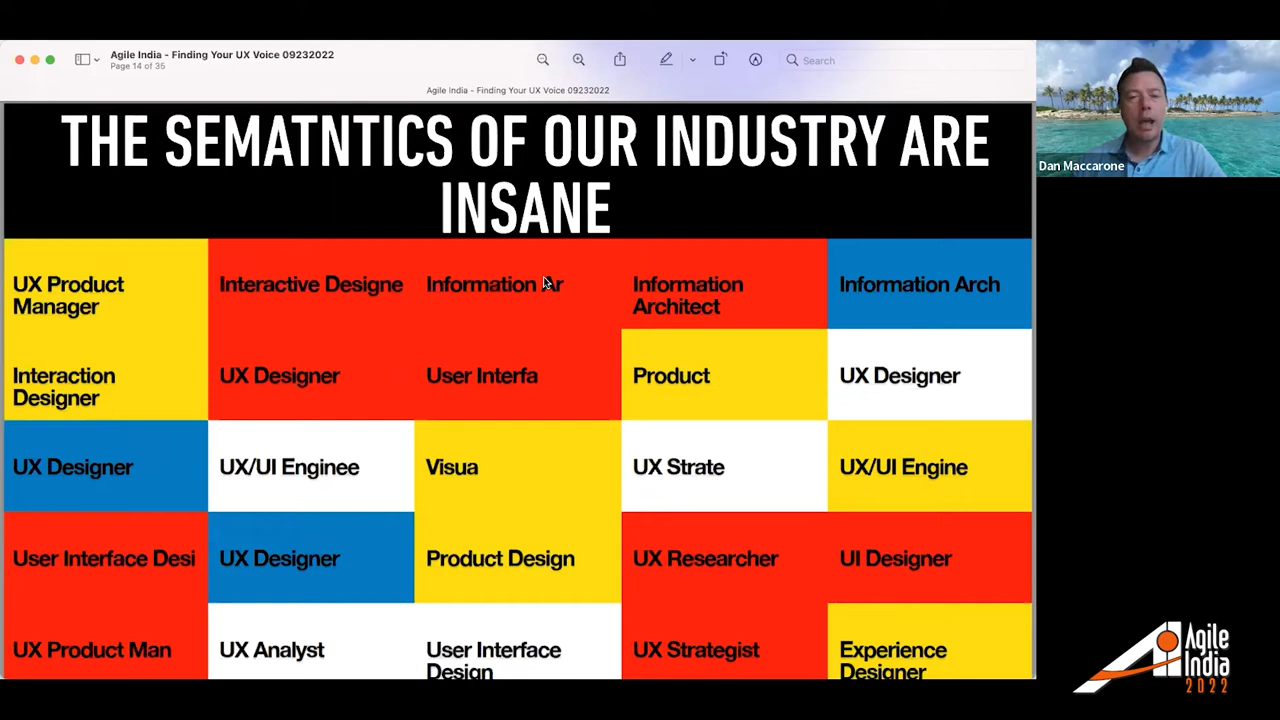 Agile India - Finding Your UX Voice 09232022
Page 14 of 35
Search
Agile India - Finding Your UX Voice 09232022
Dan Maccarone
THE SEMATNTICS OF OUR INDUSTRY ARE
INSANE
UX Product
Manager
Interactive Designe
Information Ar
Information
Architect
Information Arch
Interaction
Designer
UX Designer
User Interfa
Product
UX Designer
UX Designer
UX/UI Enginee
Visua
UX Strate
UX/UI Engine
User Interface Desi
UX Designer
Product Design
UX Researcher
UI Designer
UX Product Man
UX Analyst
User Interface
Design
UX Strategist
Experience
Designer
Agile
India
2022